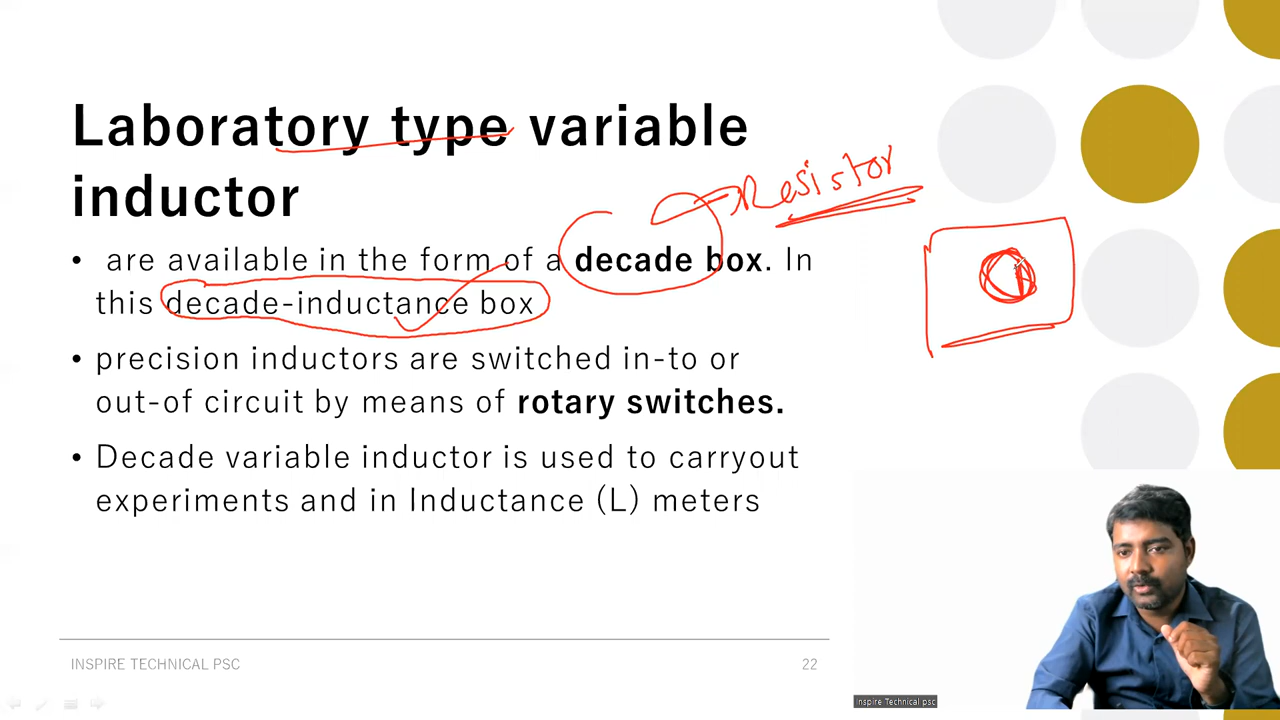 Laboratory type variable
inductor
Resistor
• are available in the form of a decade box. In
this decade-inductance box
• precision inductors are switched in-to or
out-of circuit by means of rotary switches.
• Decade variable inductor is used to carryout
experiments and in Inductance (L) meters
INSPIRE TECHNICAL PSC
22
Inspire Technical psc